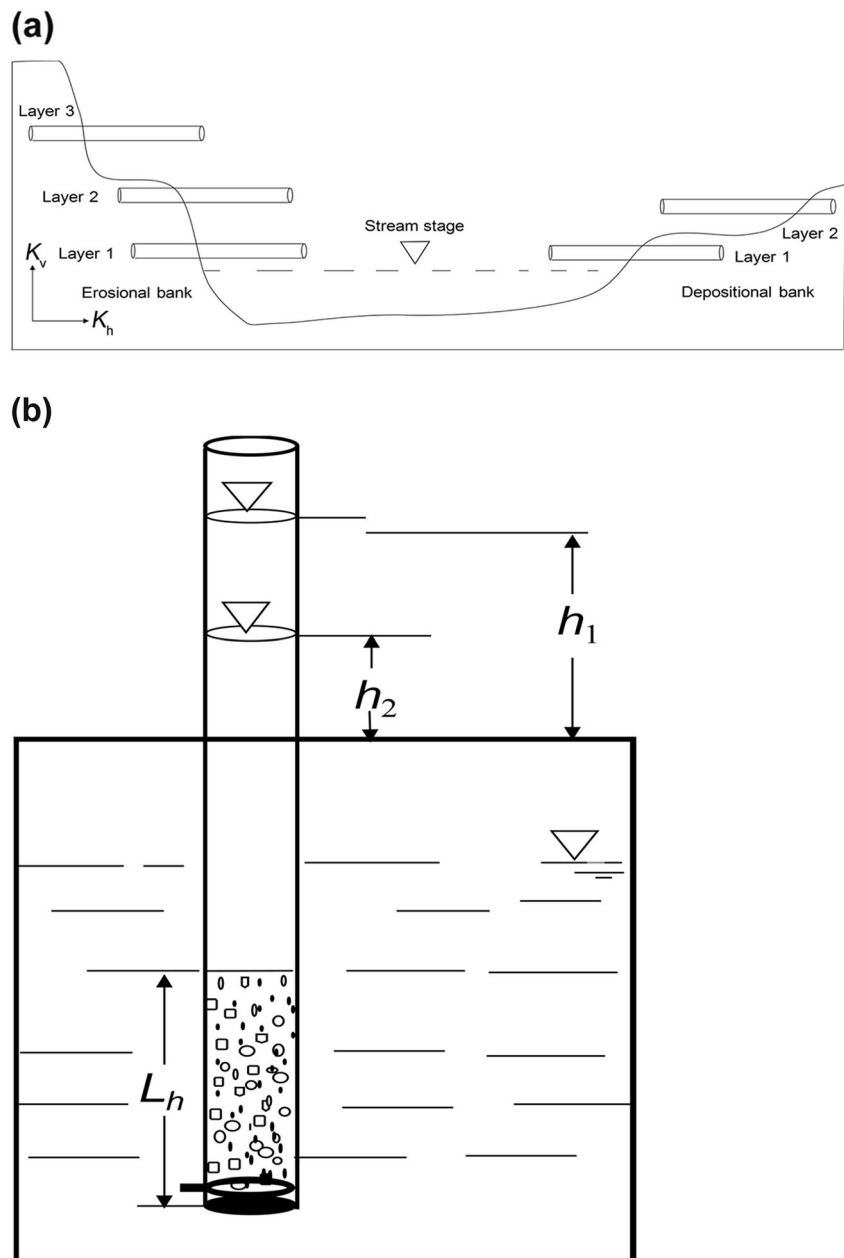 (a)
Layer 3
Layer 2
Stream stage
Layer 2
Kv
Layer 1
Layer 1
Erosional bank
Depositional bank
Kh
(b)
h1
h2
Lh